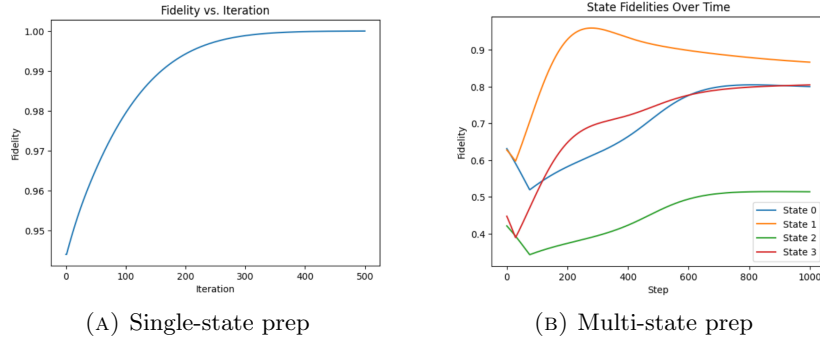 Fidelity vs. Iteration
1.00
0.99
0.98
0.97
0.96
0.95
Fidelity
0
100
200
300
400
500
Iteration
(A) Single-state prep
State Fidelities Over Time
0.9
0.8
0.7
0.6
0.5
0.4
Fidelity
0
200
400
600
800
1000
Step
State 0
State 1
State 2
State 3
(B) Multi-state prep